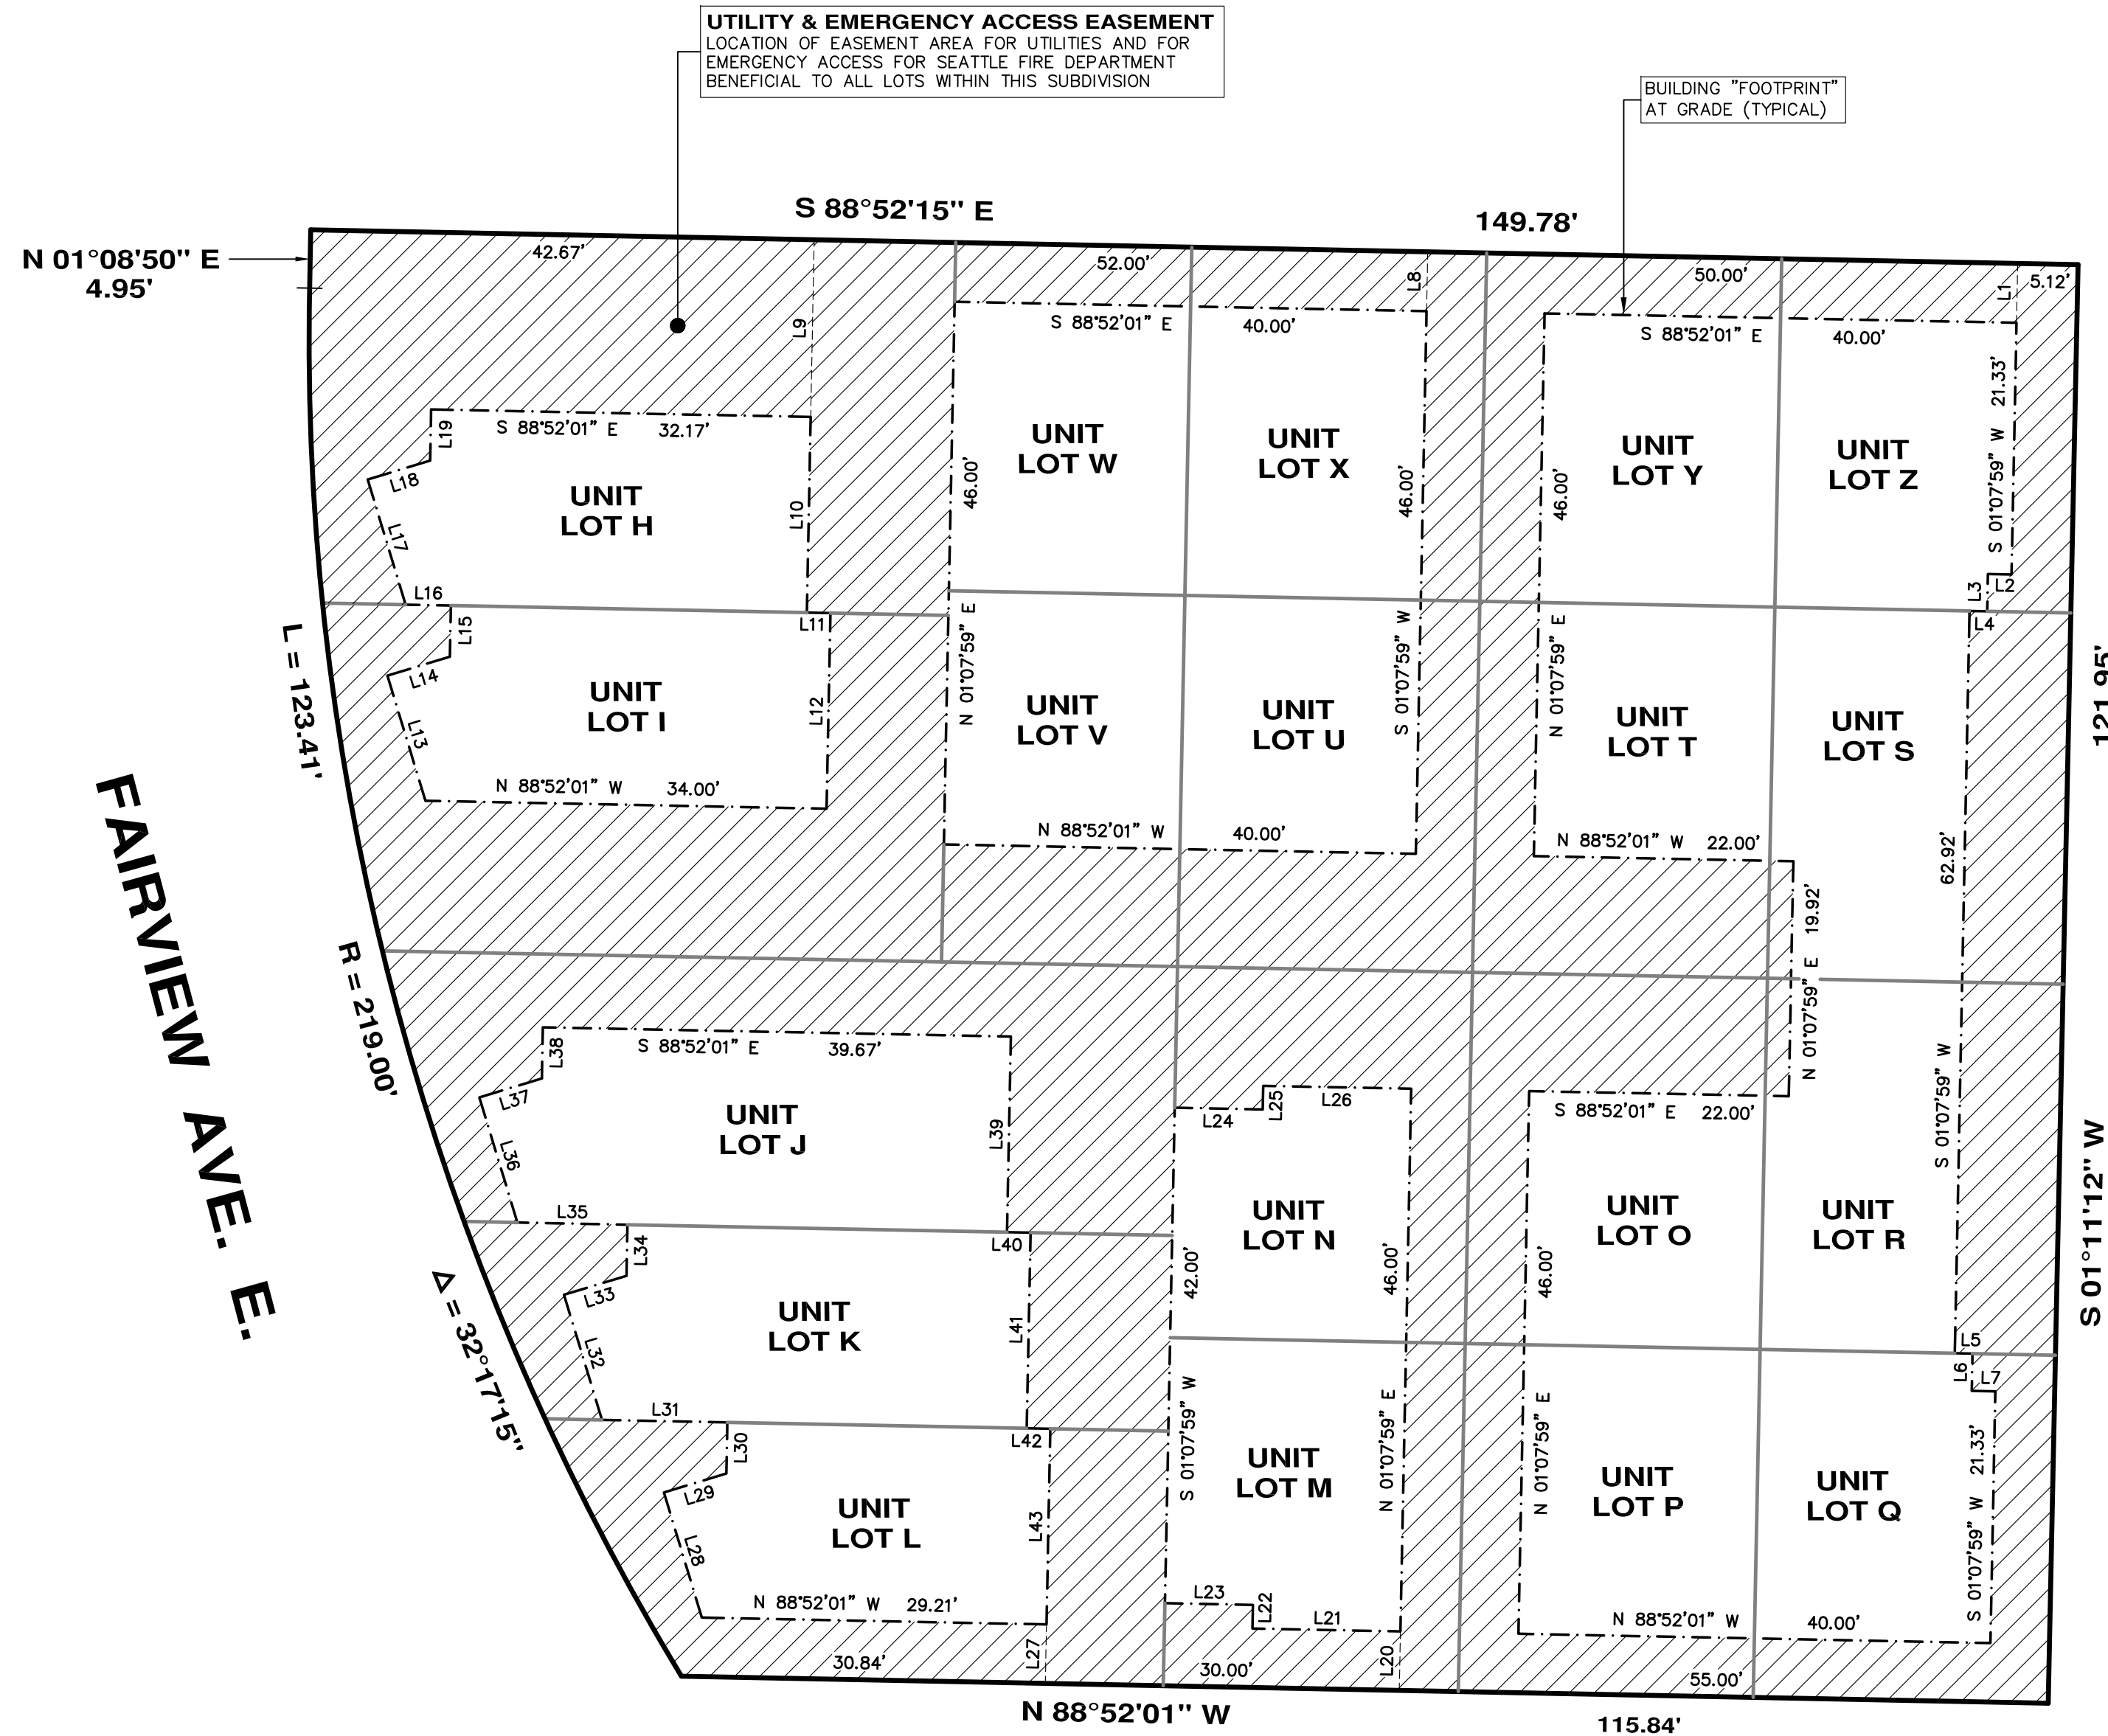 UTILITY & EMERGENCY ACCESS EASEMENT
LOCATION OF EASEMENT AREA FOR UTILITIES AND FOR
EMERGENCY ACCESS FOR SEATTLE FIRE DEPARTMENT
BENEFICIAL TO ALL LOTS WITHIN THIS SUBDIVISION
BUILDING "FOOTPRINT"
AT GRADE (TYPICAL)
S 88°52'15" E
149.78'
N 01°08'50" E
4.95'
42.67'
52.00'
L8
50.00'
L1
5.12'
L9
S 88°52'01" E 40.00'
S 88°52'01" E 40.00'
S 88°52'01" E 32.17'
L19
L18
L17
L10
UNIT
LOT H
UNIT
LOT W
UNIT
LOT X
UNIT
LOT Y
UNIT
LOT Z
46.00'
46.00'
46.00'
S 01°07'59" W 21.33'
L16
L15
L11
L3
L2
L4
L14
L13
L12
UNIT
LOT I
N 88°52'01" W 34.00'
N 01°07'59" E
S 01°07'59" W
N 01°07'59" E
UNIT
LOT V
UNIT
LOT U
UNIT
LOT T
UNIT
LOT S
N 88°52'01" W 40.00'
N 88°52'01" W 22.00'
62.92'
N 01°07'59" E 19.92'
121.95'
L = 123.41'
R = 219.00'
Δ = 32°17'15"
FAIRVIEW AVE. E.
S 88°52'01" E 39.67'
L38
L37
L36
L39
UNIT
LOT J
L24
L25
L26
S 88°52'01" E 22.00'
S 01°07'59" W
S 01°11'12" W
L35
L34
L40
UNIT
LOT N
UNIT
LOT O
UNIT
LOT R
42.00'
46.00'
46.00'
L33
L32
L41
UNIT
LOT K
L31
L30
L42
L5
L6
L7
S 01°07'59" W
N 01°07'59" E
N 01°07'59" E
S 01°07'59" W 21.33'
UNIT
LOT M
UNIT
LOT P
UNIT
LOT Q
L29
L28
L43
UNIT
LOT L
N 88°52'01" W 29.21'
L23
L22
L21
N 88°52'01" W 40.00'
L27
L20
30.84'
30.00'
55.00'
N 88°52'01" W
115.84'